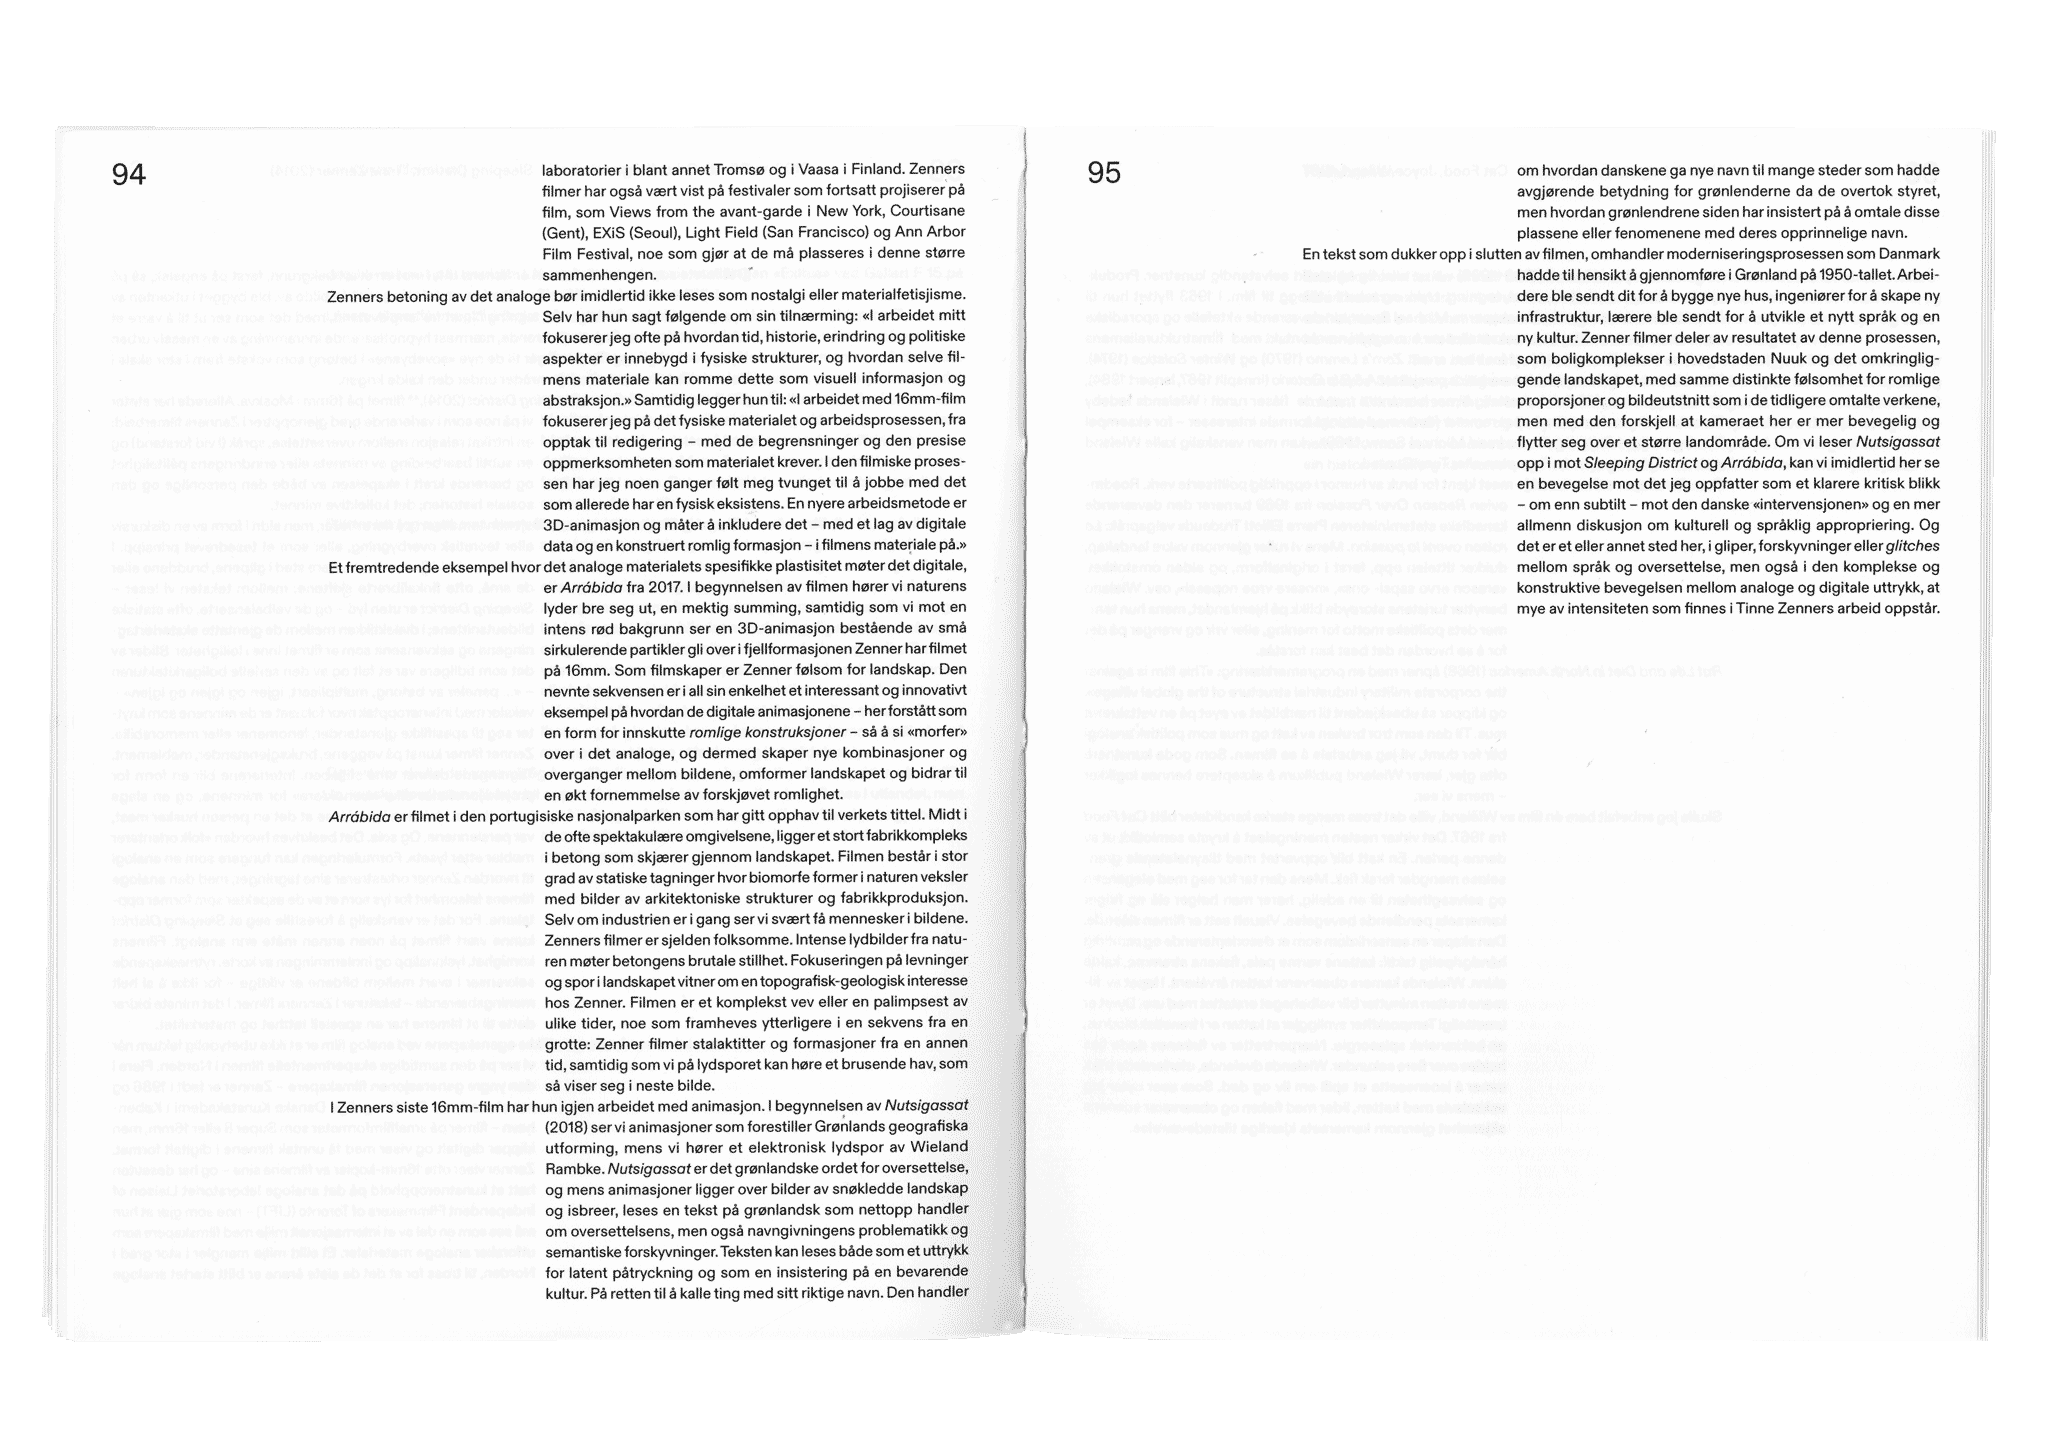 94
laboratorier i blant annet Tromsø og i Vaasa i Finland. Zenners
filmer har også vært vist på festivaler som fortsatt projiserer på
film, som Views from the avant-garde i New York, Courtisane
(Gent), EXiS (Seoul), Light Field (San Francisco) og Ann Arbor
Film Festival, noe som gjør at de må plasseres i denne større
sammenhengen.
Zenners betoning av det analoge bør imidlertid ikke leses som nostalgi eller materialfetisjisme.
Selv har hun sagt følgende om sin tilnærming: «I arbeidet mitt
fokuserer jeg ofte på hvordan tid, historie, erindring og politiske
aspekter er innebygd i fysiske strukturer, og hvordan selve fil-
mens materiale kan romme dette som visuell informasjon og
abstraksjon.» Samtidig legger hun til: «I arbeidet med 16mm-film
fokuserer jeg på det fysiske materialet og arbeidsprosessen, fra
opptak til redigering – med de begrensninger og den presise
oppmerksomheten som materialet krever. I den filmiske proses-
sen har jeg noen ganger følt meg tvunget til å jobbe med det
som allerede har en fysisk eksistens. En nyere arbeidsmetode er
3D-animasjon og måter å inkludere det – med et lag av digitale
data og en konstruert romlig formasjon – i filmens materiale på.»
Et fremtredende eksempel hvor det analoge materialets spesifikke plastisitet møter det digitale,
er Arrábida fra 2017. I begynnelsen av filmen hører vi naturens
lyder bre seg ut, en mektig summing, samtidig som vi mot en
intens rød bakgrunn ser en 3D-animasjon bestående av små
sirkulerende partikler gli over i fjellformasjonen Zenner har filmet
på 16mm. Som filmskaper er Zenner følsom for landskap. Den
nevnte sekvensen er i all sin enkelhet et interessant og innovativt
eksempel på hvordan de digitale animasjonene – her forstått som
en form for innskutte romlige konstruksjoner – så å si «morfer»
over i det analoge, og dermed skaper nye kombinasjoner og
overganger mellom bildene, omformer landskapet og bidrar til
en økt fornemmelse av forskjøvet romlighet.
Arrábida er filmet i den portugisiske nasjonalparken som har gitt opphav til verkets tittel. Midt i
de ofte spektakulære omgivelsene, ligger et stort fabrikkompleks
i betong som skjærer gjennom landskapet. Filmen består i stor
grad av statiske tagninger hvor biomorfe former i naturen veksler
med bilder av arkitektoniske strukturer og fabrikkproduksjon.
Selv om industrien er i gang ser vi svært få mennesker i bildene.
Zenners filmer er sjelden folksomme. Intense lydbilder fra natu-
ren møter betongens brutale stillhet. Fokuseringen på levninger
og spor i landskapet vitner om en topografisk-geologisk interesse
hos Zenner. Filmen er et komplekst vev eller en palimpsest av
ulike tider, noe som framheves ytterligere i en sekvens fra en
grotte: Zenner filmer stalaktitter og formasjoner fra en annen
tid, samtidig som vi på lydsporet kan høre et brusende hav, som
så viser seg i neste bilde.
I Zenners siste 16mm-film har hun igjen arbeidet med animasjon. I begynnelsen av Nutsigassat
(2018) ser vi animasjoner som forestiller Grønlands geografiska
utforming, mens vi hører et elektronisk lydspor av Wieland
Rambke. Nutsigassat er det grønlandske ordet for oversettelse,
og mens animasjoner ligger over bilder av snøkledde landskap
og isbreer, leses en tekst på grønlandsk som nettopp handler
om oversettelsens, men også navngivningens problematikk og
semantiske forskyvninger. Teksten kan leses både som et uttrykk
for latent påtryckning og som en insistering på en bevarende
kultur. På retten til å kalle ting med sitt riktige navn. Den handler
95
om hvordan danskene ga nye navn til mange steder som hadde
avgjørende betydning for grønlenderne da de overtok styret,
men hvordan grønlendrene siden har insistert på å omtale disse
plassene eller fenomenene med deres opprinnelige navn.
En tekst som dukker opp i slutten av filmen, omhandler moderniseringsprosessen som Danmark
hadde til hensikt å gjennomføre i Grønland på 1950-tallet. Arbei-
dere ble sendt dit for å bygge nye hus, ingeniører for å skape ny
infrastruktur, lærere ble sendt for å utvikle et nytt språk og en
ny kultur. Zenner filmer deler av resultatet av denne prosessen,
som boligkomplekser i hovedstaden Nuuk og det omkringlig-
gende landskapet, med samme distinkte følsomhet for romlige
proporsjoner og bildeutstnitt som i de tidligere omtalte verkene,
men med den forskjell at kameraet her er mer bevegelig og
flytter seg over et større landområde. Om vi leser Nutsigassat
opp i mot Sleeping District og Arrábida, kan vi imidlertid her se
en bevegelse mot det jeg oppfatter som et klarere kritisk blikk
– om enn subtilt – mot den danske «intervensjonen» og en mer
allmenn diskusjon om kulturell og språklig appropriering. Og
det er et eller annet sted her, i gliper, forskyvninger eller glitches
mellom språk og oversettelse, men også i den komplekse og
konstruktive bevegelsen mellom analoge og digitale uttrykk, at
mye av intensiteten som finnes i Tinne Zenners arbeid oppstår.